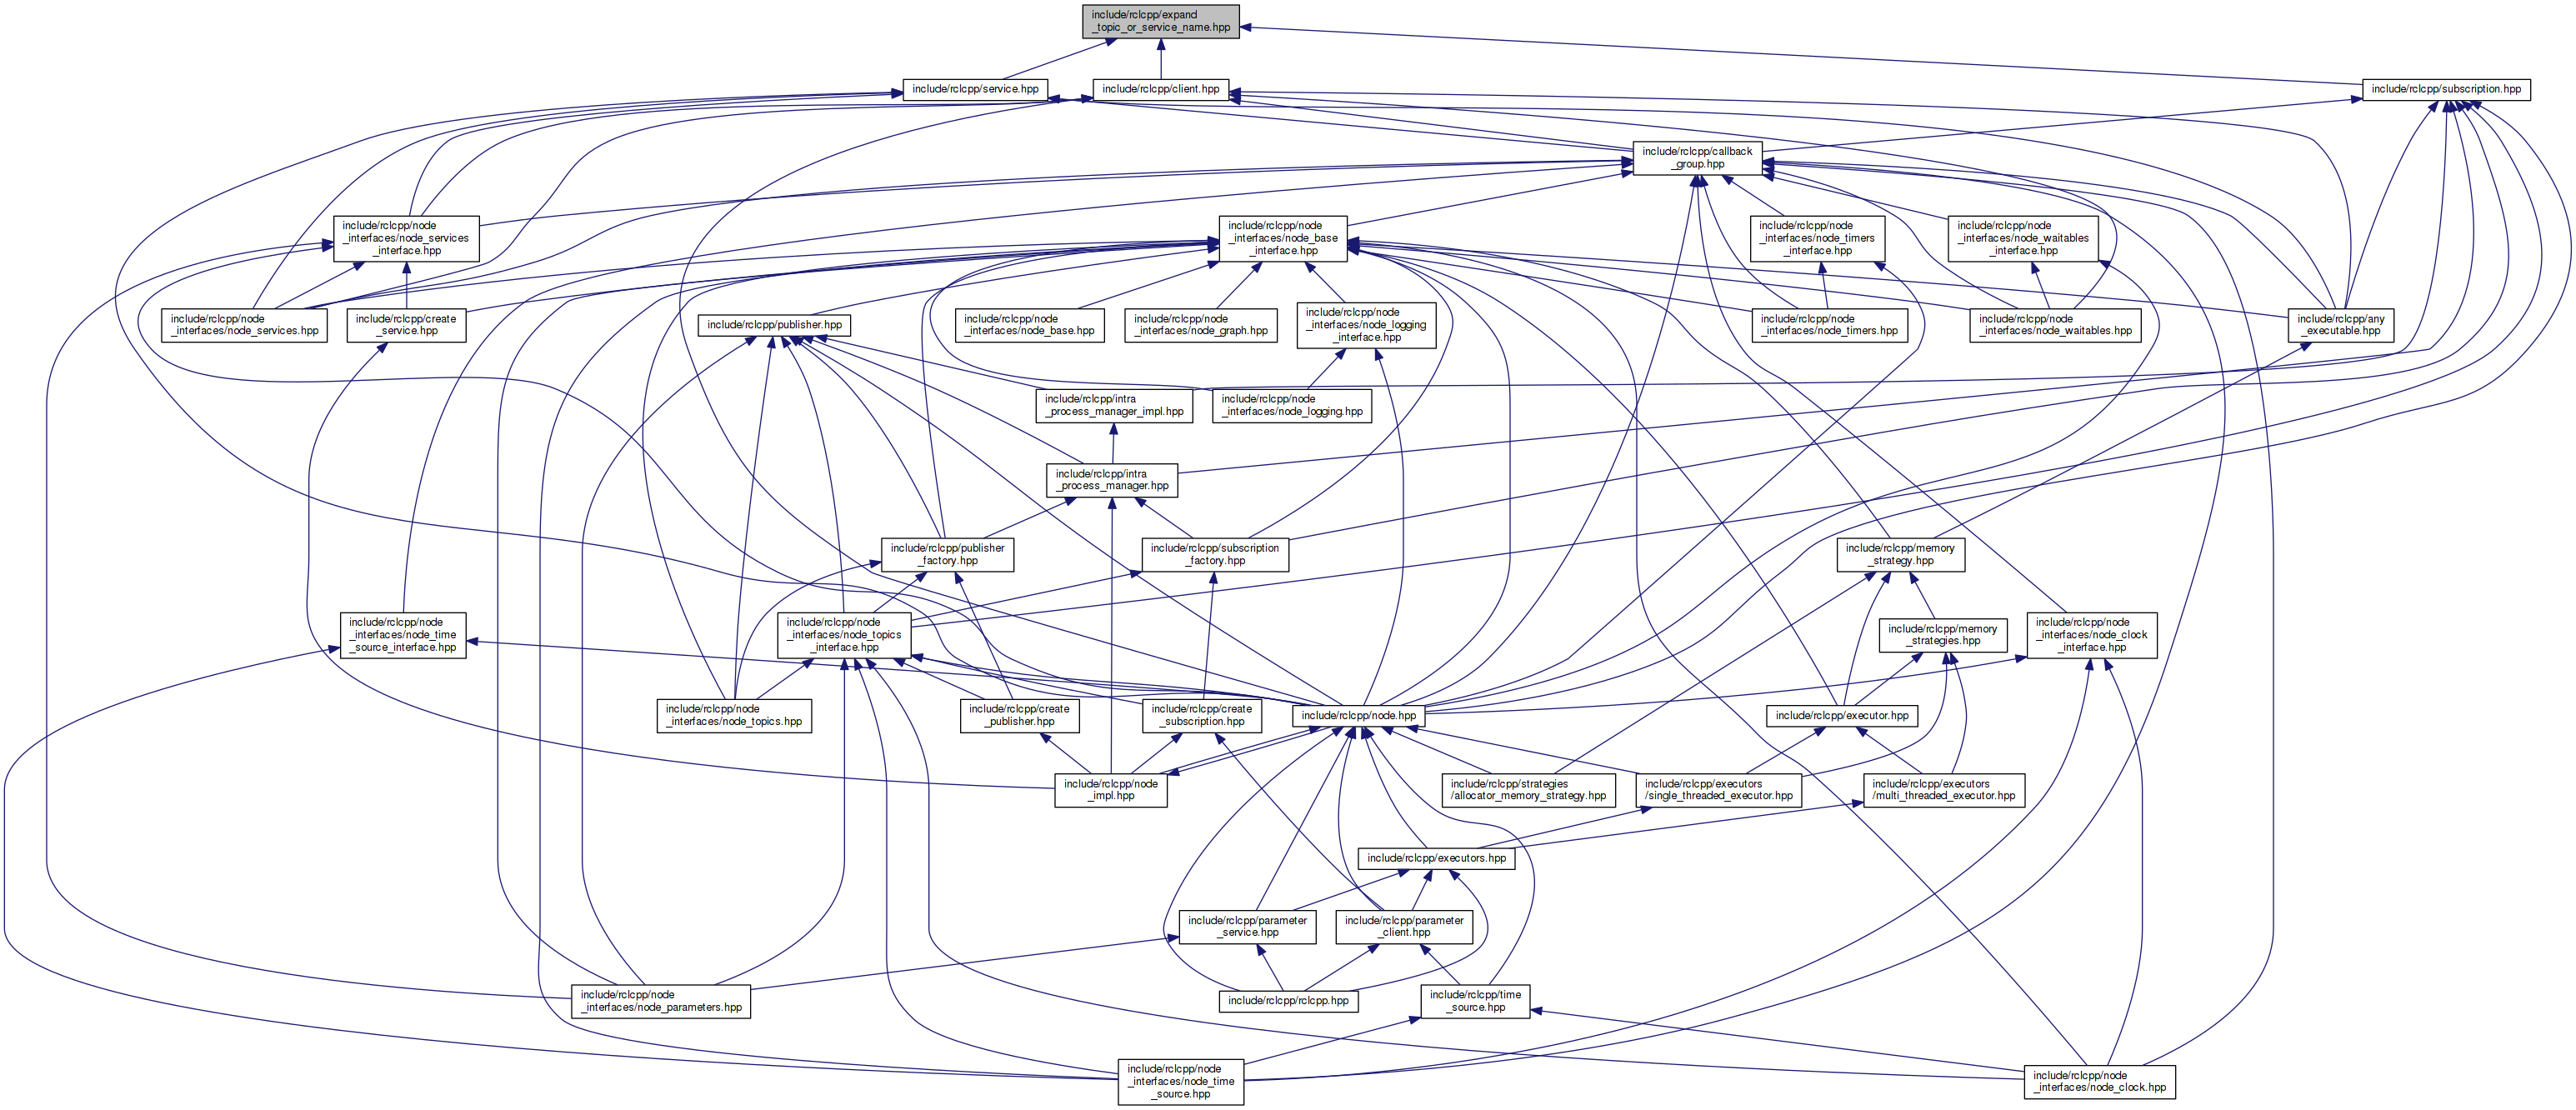 include/rclcpp/expand
_topic_or_service_name.hpp
include/rclcpp/service.hpp
include/rclcpp/client.hpp
include/rclcpp/subscription.hpp
include/rclcpp/callback
_group.hpp
include/rclcpp/node
_interfaces/node_services
_interface.hpp
include/rclcpp/node
_interfaces/node_base
_interface.hpp
include/rclcpp/node
_interfaces/node_timers
_interface.hpp
include/rclcpp/node
_interfaces/node_waitables
_interface.hpp
include/rclcpp/node
_interfaces/node_services.hpp
include/rclcpp/create
_service.hpp
include/rclcpp/publisher.hpp
include/rclcpp/node
_interfaces/node_base.hpp
include/rclcpp/node
_interfaces/node_graph.hpp
include/rclcpp/node
_interfaces/node_logging
_interface.hpp
include/rclcpp/node
_interfaces/node_timers.hpp
include/rclcpp/node
_interfaces/node_waitables.hpp
include/rclcpp/any
_executable.hpp
include/rclcpp/intra
_process_manager_impl.hpp
include/rclcpp/node
_interfaces/node_logging.hpp
include/rclcpp/intra
_process_manager.hpp
include/rclcpp/publisher
_factory.hpp
include/rclcpp/subscription
_factory.hpp
include/rclcpp/memory
_strategy.hpp
include/rclcpp/node
_interfaces/node_time
_source_interface.hpp
include/rclcpp/node
_interfaces/node_topics
_interface.hpp
include/rclcpp/memory
_strategies.hpp
include/rclcpp/node
_interfaces/node_clock
_interface.hpp
include/rclcpp/node
_interfaces/node_topics.hpp
include/rclcpp/create
_publisher.hpp
include/rclcpp/create
_subscription.hpp
include/rclcpp/node.hpp
include/rclcpp/executor.hpp
include/rclcpp/node
_impl.hpp
include/rclcpp/strategies
/allocator_memory_strategy.hpp
include/rclcpp/executors
/single_threaded_executor.hpp
include/rclcpp/executors
/multi_threaded_executor.hpp
include/rclcpp/executors.hpp
include/rclcpp/parameter
_service.hpp
include/rclcpp/parameter
_client.hpp
include/rclcpp/node
_interfaces/node_parameters.hpp
include/rclcpp/rclcpp.hpp
include/rclcpp/time
_source.hpp
include/rclcpp/node
_interfaces/node_time
_source.hpp
include/rclcpp/node
_interfaces/node_clock.hpp